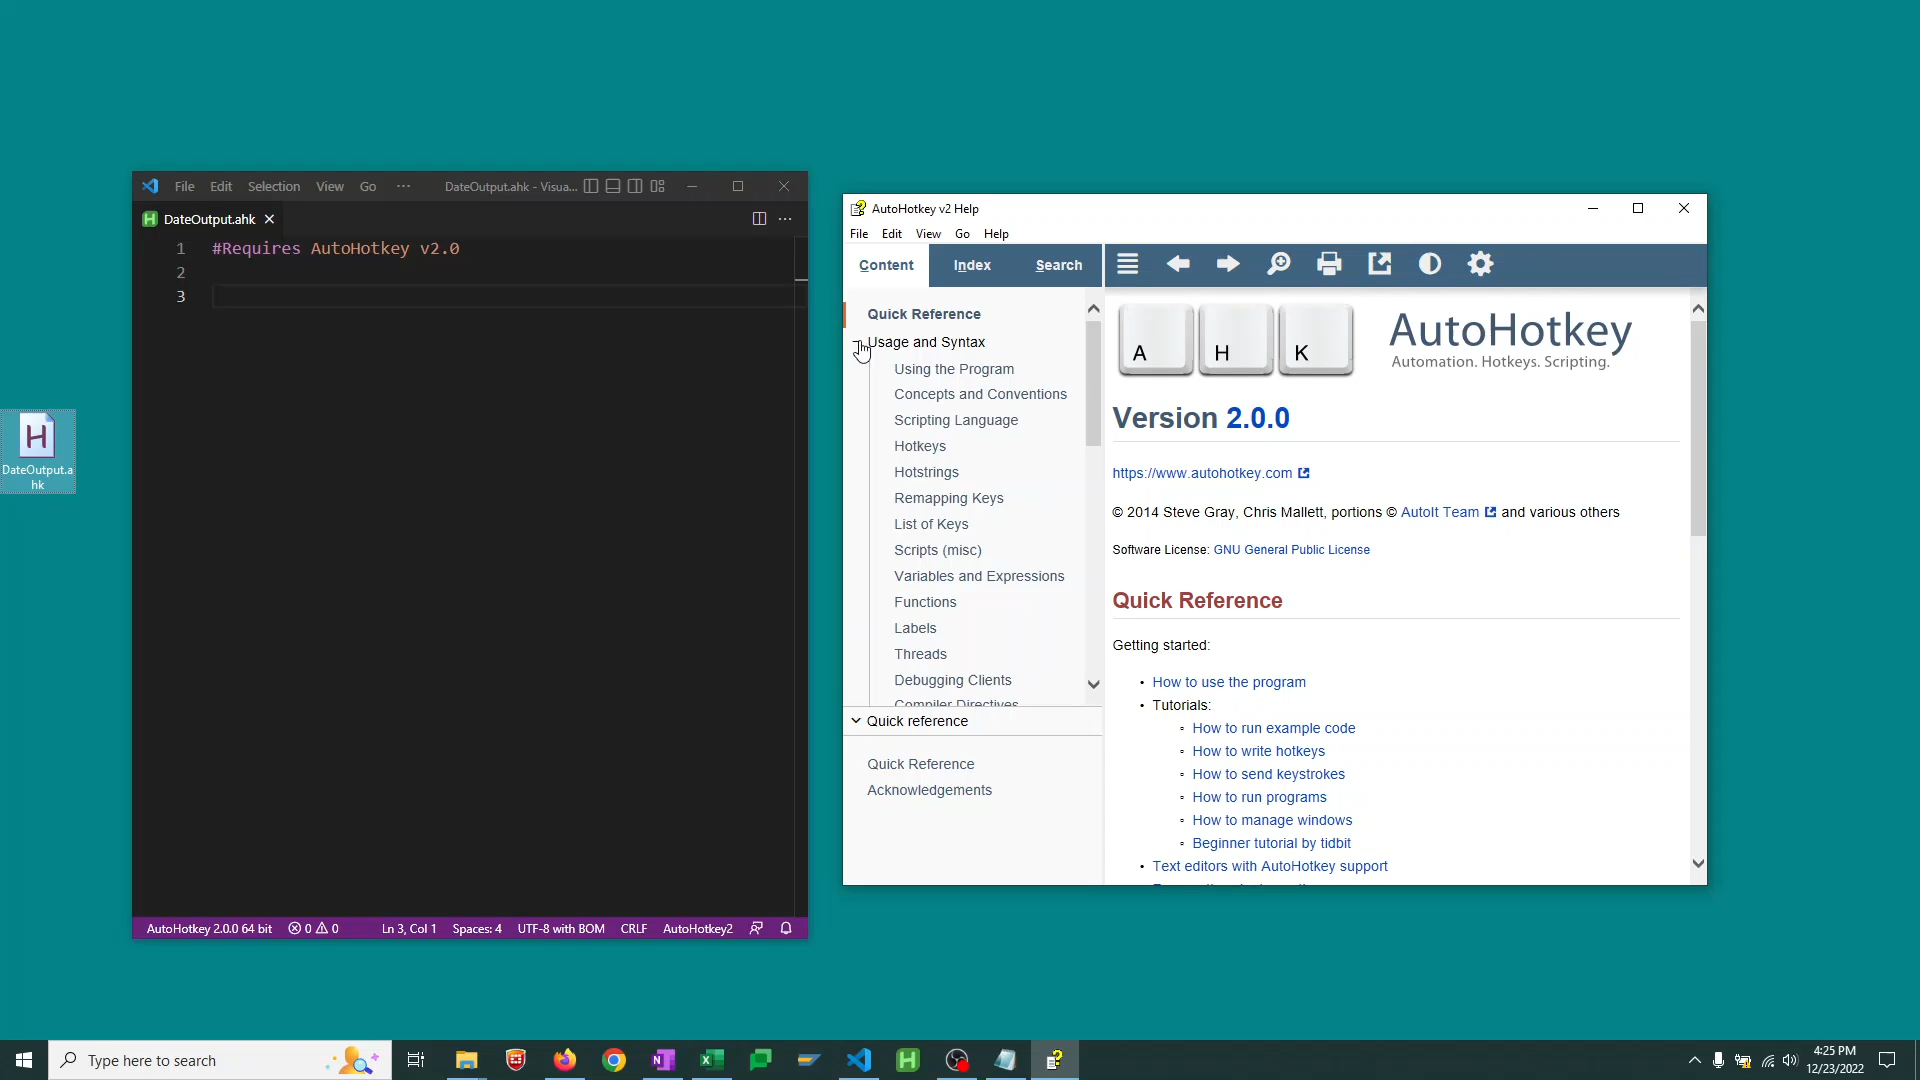 File Edit Selection View Go ··· DateOutput.ahk - Visua...
DateOutput.ahk
1 #Requires AutoHotkey v2.0
2
3
AutoHotkey 2.0.0 64 bit 0 0 Ln 3, Col 1 Spaces: 4 UTF-8 with BOM CRLF AutoHotkey2
H
DateOutput.a
hk
AutoHotkey v2 Help
File Edit View Go Help
Content Index Search
Quick Reference
Usage and Syntax
Using the Program
Concepts and Conventions
Scripting Language
Hotkeys
Hotstrings
Remapping Keys
List of Keys
Scripts (misc)
Variables and Expressions
Functions
Labels
Threads
Debugging Clients
Compiler Directives
Quick reference
Quick Reference
Acknowledgements
A H K
AutoHotkey
Automation. Hotkeys. Scripting.
Version 2.0.0
https://www.autohotkey.com
© 2014 Steve Gray, Chris Mallett, portions © AutoIt Team and various others
Software License: GNU General Public License
Quick Reference
Getting started:
• How to use the program
• Tutorials:
◦ How to run example code
◦ How to write hotkeys
◦ How to send keystrokes
◦ How to run programs
◦ How to manage windows
◦ Beginner tutorial by tidbit
• Text editors with AutoHotkey support
Type here to search
4:25 PM
12/23/2022